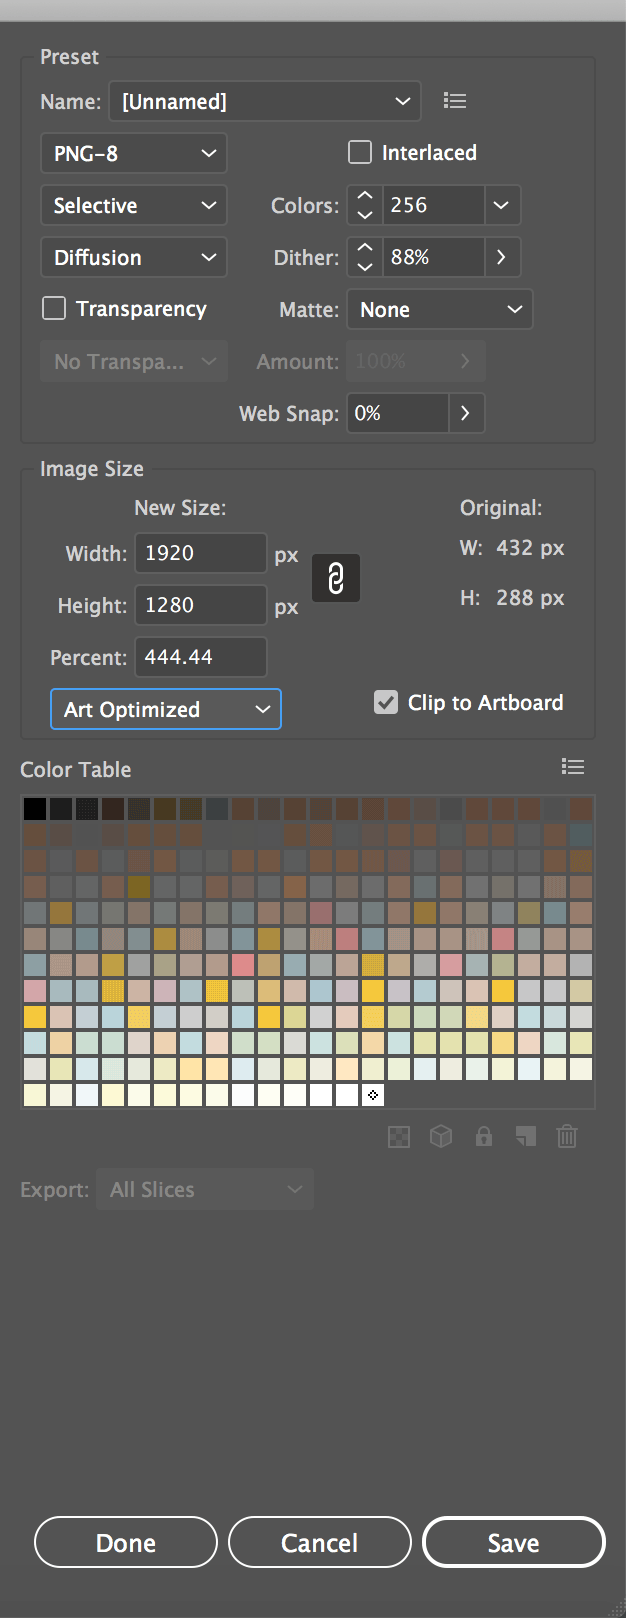 Preset
Name: [Unnamed]
PNG-8 Interlaced
Selective Colors: 256
Diffusion Dither: 88%
Transparency Matte: None
No Transpa... Amount: 100%
Web Snap: 0%
Image Size
New Size: Original:
Width: 1920 px W: 432 px
Height: 1280 px H: 288 px
Percent: 444.44
Art Optimized Clip to Artboard
Color Table
Export: All Slices
Done Cancel Save